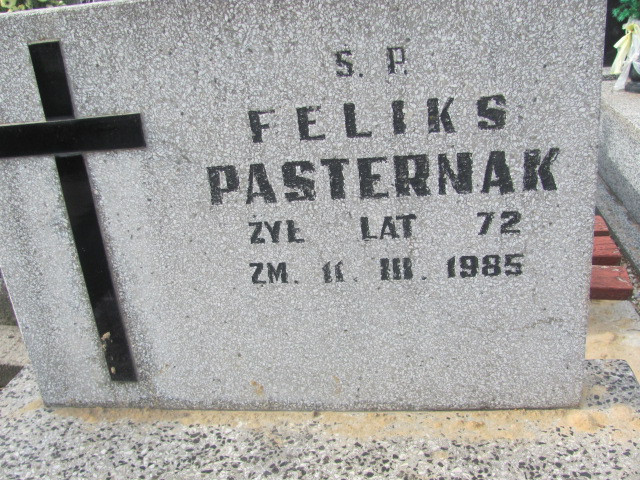 S. P.
FELIKS
PASTERNAK
ŻYŁ LAT 72
ZM. 11. III. 1985